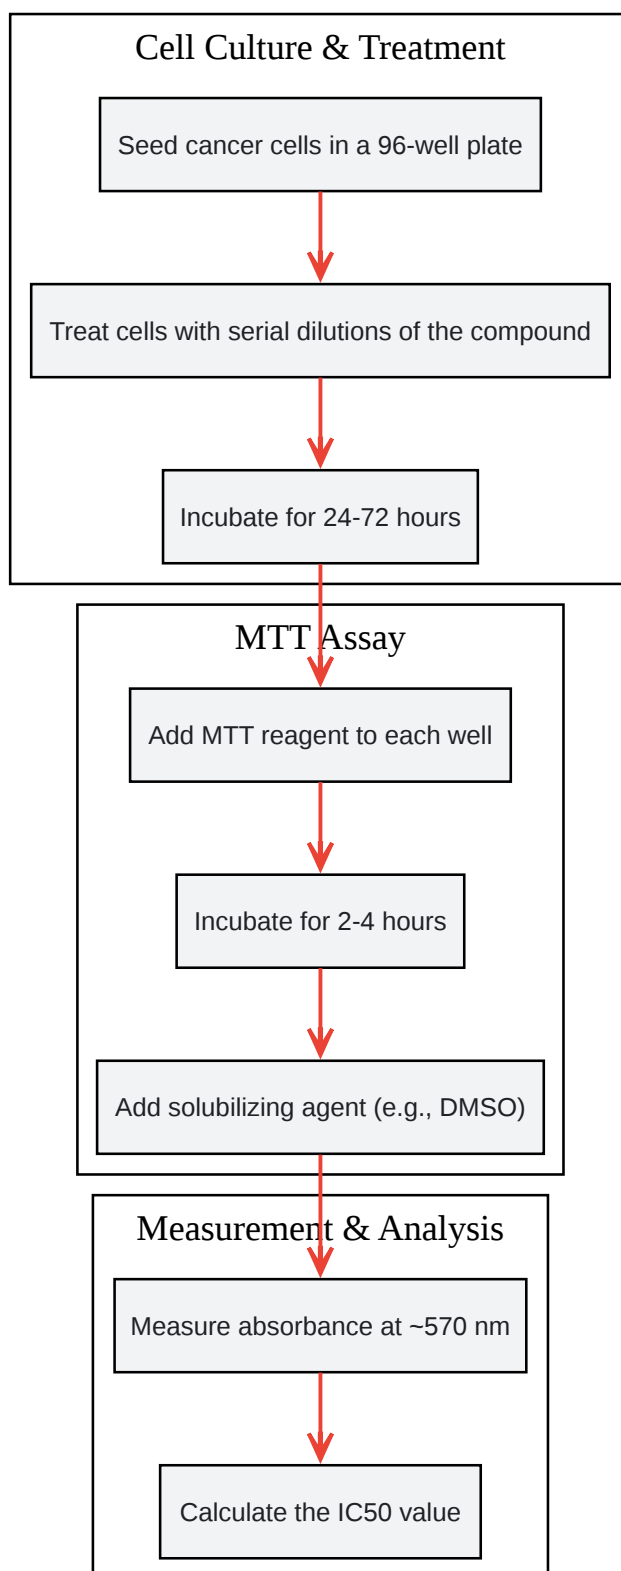 Cell Culture & Treatment
Seed cancer cells in a 96-well plate
Treat cells with serial dilutions of the compound
Incubate for 24-72 hours
MTT Assay
Add MTT reagent to each well
Incubate for 2-4 hours
Add solubilizing agent (e.g., DMSO)
Measurement & Analysis
Measure absorbance at ~570 nm
Calculate the IC50 value